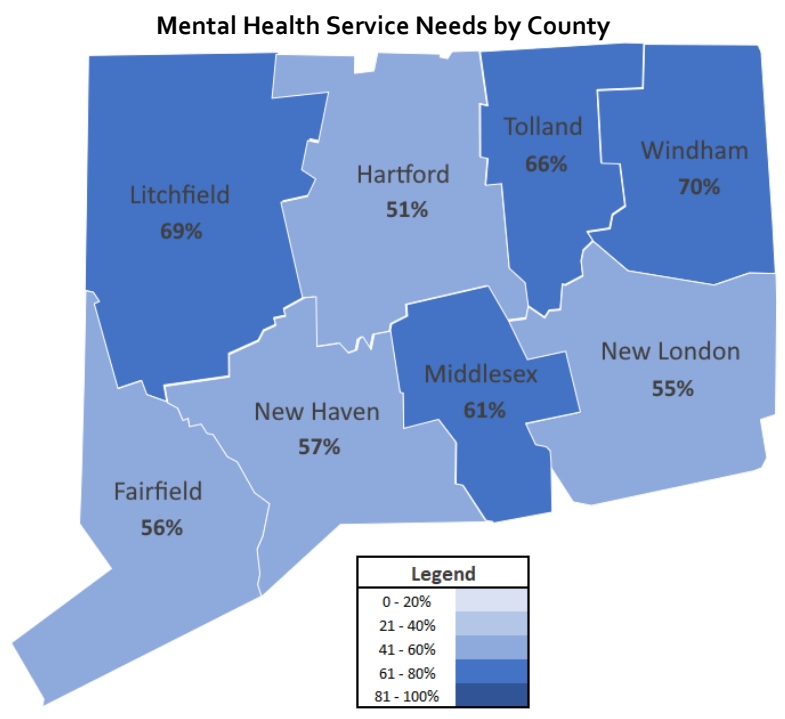 Mental Health Service Needs by County
Tolland
66%
Windham
70%
Hartford
51%
Litchfield
69%
New London
55%
Middlesex
61%
New Haven
57%
Fairfield
56%
Legend
0 - 20%
21 - 40%
41 - 60%
61 - 80%
81 - 100%